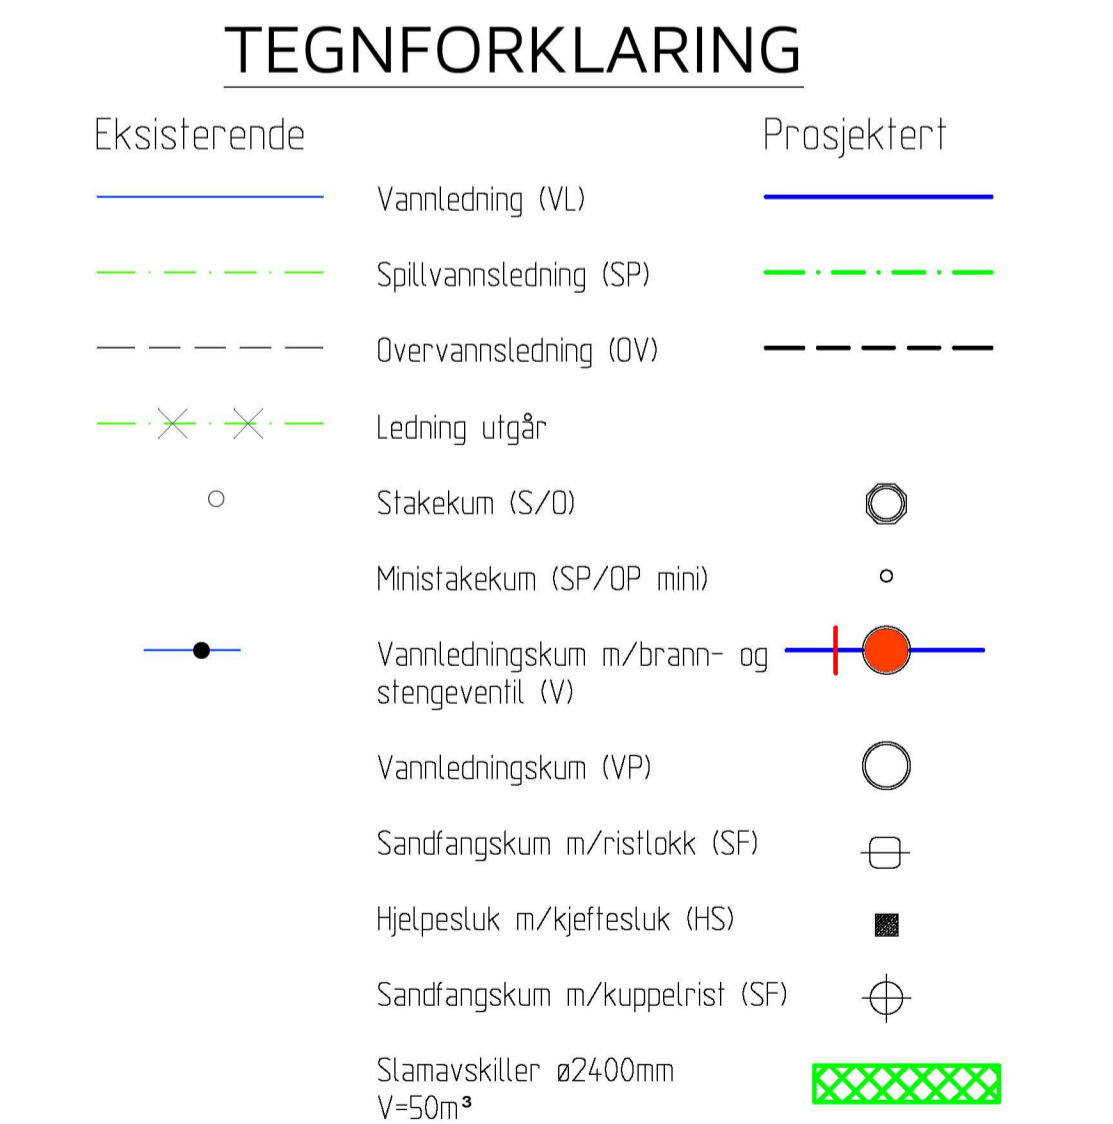 TEGNFORKLARING
Eksisterende
Prosjektert
Vannledning (VL)
Spillvannsledning (SP)
Overvannsledning (OV)
Ledning utgår
Stakekum (S/O)
Ministakekum (SP/OP mini)
Vannledningskum m/brann- og
stengeventil (V)
Vannledningskum (VP)
Sandfangskum m/ristlokk (SF)
Hjelpesluk m/kjeftesluk (HS)
Sandfangskum m/kuppelrist (SF)
Slamavskiller ø2400mm
V=50m³